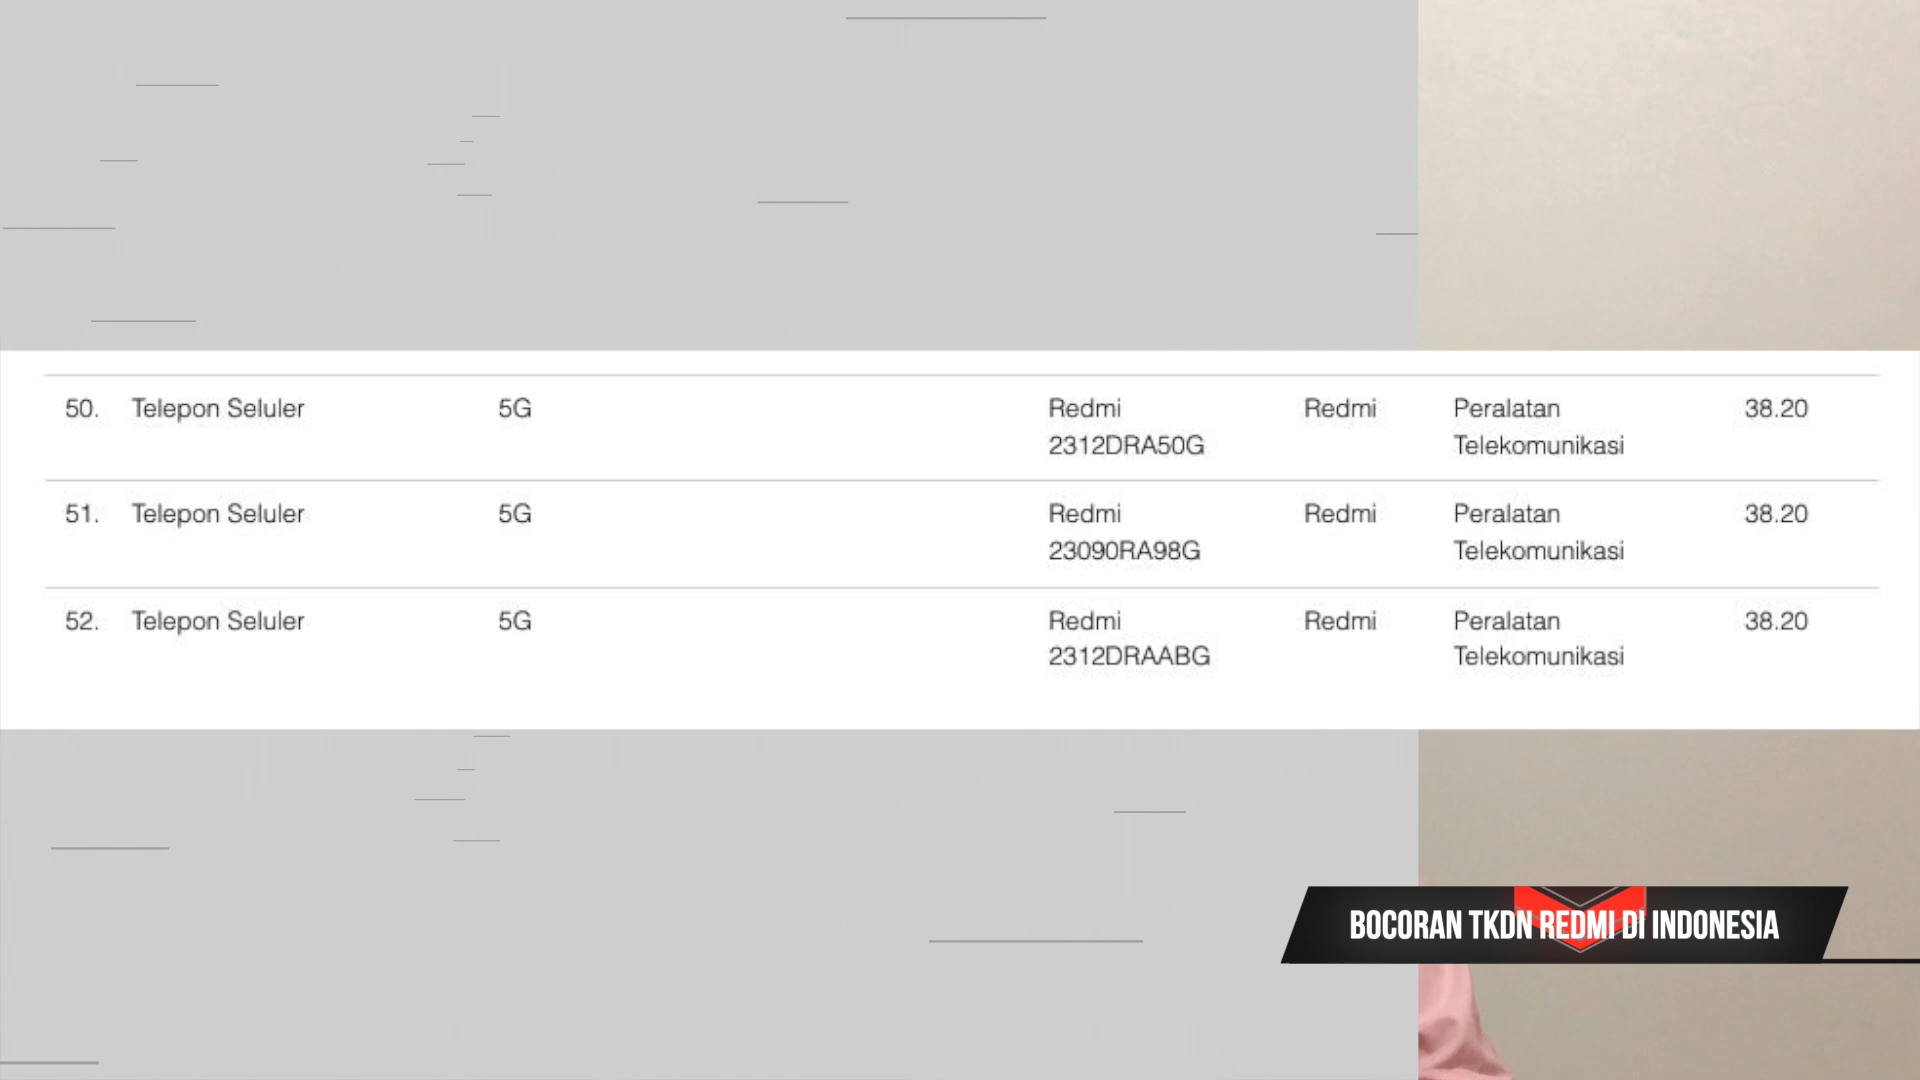 50. Telepon Seluler 5G Redmi Redmi Peralatan 38.20
2312DRA50G Telekomunikasi
51. Telepon Seluler 5G Redmi Redmi Peralatan 38.20
23090RA98G Telekomunikasi
52. Telepon Seluler 5G Redmi Redmi Peralatan 38.20
2312DRAABG Telekomunikasi
BOCORAN TKDN REDMI DI INDONESIA